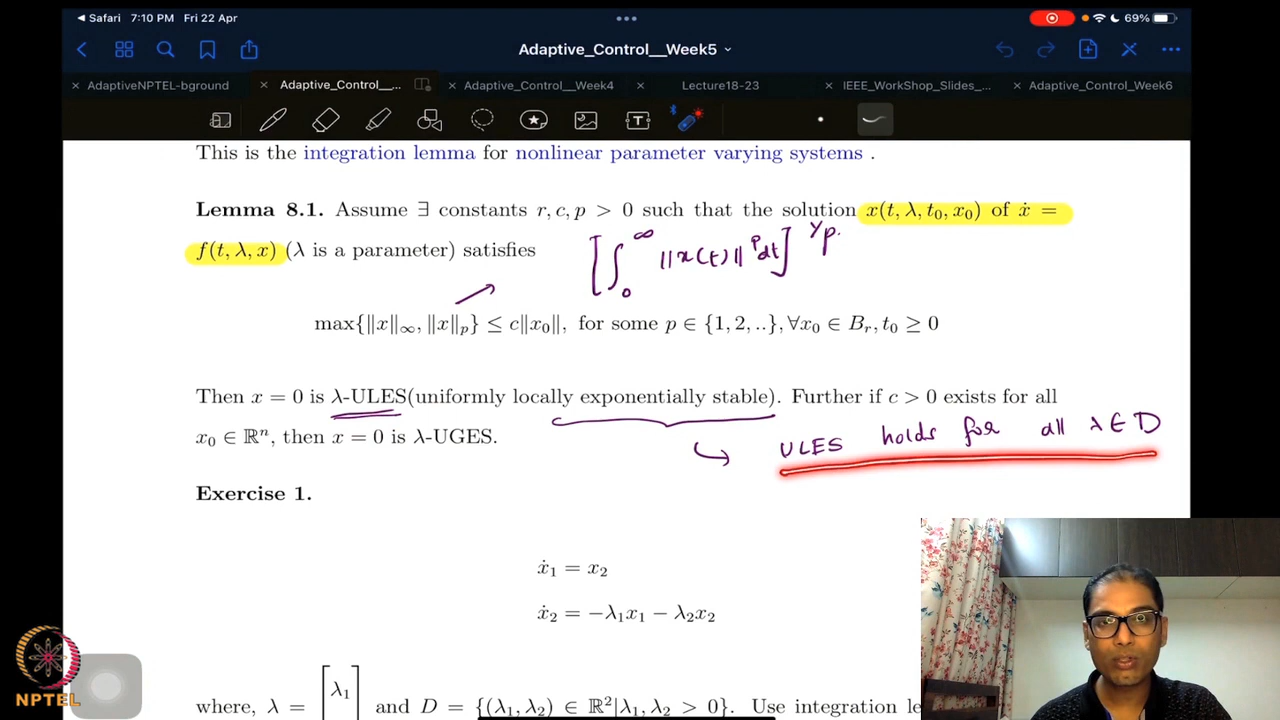 Safari 7:10 PM Fri 22 Apr
69%
Adaptive_Control__Week5
AdaptiveNPTEL-bground
Adaptive_Control__...
Adaptive_Control__Week4
Lecture18-23
IEEE_WorkShop_Slides_...
Adaptive_Control_Week6
This is the integration lemma for nonlinear parameter varying systems .
Lemma 8.1. Assume ∃ constants r, c, p > 0 such that the solution x(t, λ, t₀, x₀) of ẋ =
f(t, λ, x) (λ is a parameter) satisfies
[∫₀^∞ ||x(t)||^p dt]^{1/p}
max{‖x‖∞, ‖x‖p} ≤ c‖x₀‖, for some p ∈ {1, 2, ..}, ∀x₀ ∈ Bᵣ, t₀ ≥ 0
Then x = 0 is λ-ULES(uniformly locally exponentially stable). Further if c > 0 exists for all
x₀ ∈ ℝⁿ, then x = 0 is λ-UGES.
ULES holds for all λ ∈ D
Exercise 1.
ẋ₁ = x₂
ẋ₂ = −λ₁x₁ − λ₂x₂
where, λ = [λ₁ and D = {(λ₁, λ₂) ∈ ℝ²|λ₁, λ₂ > 0}. Use integration
NPTEL